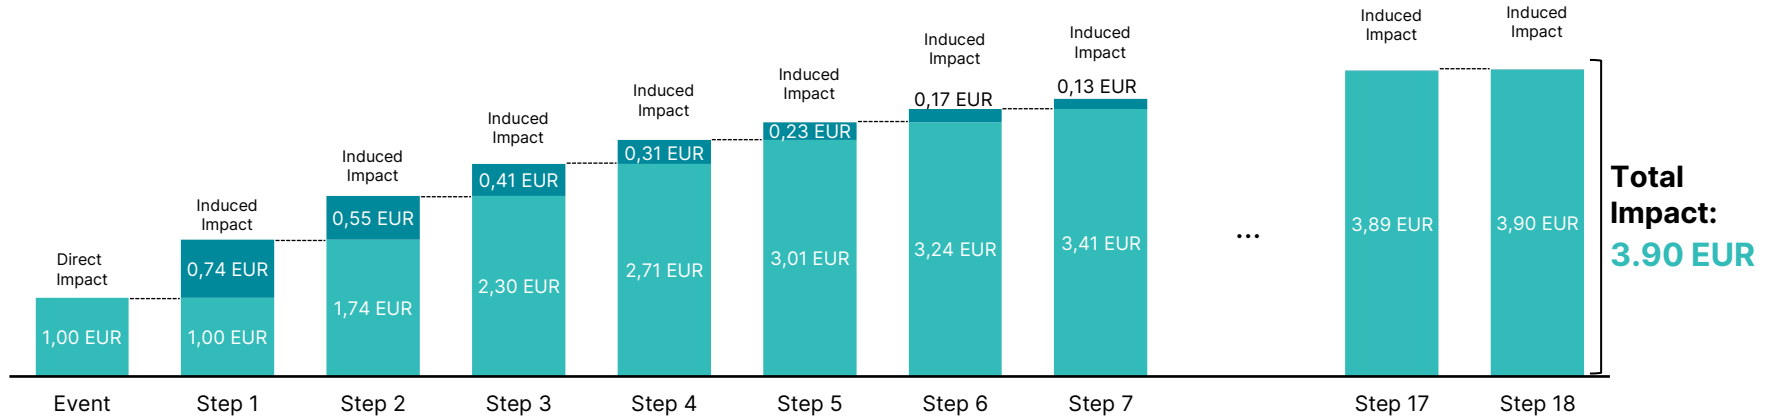 Direct
Impact
1,00 EUR
Event
Induced
Impact
0,74 EUR
1,00 EUR
Step 1
Induced
Impact
0,55 EUR
1,74 EUR
Step 2
Induced
Impact
0,41 EUR
2,30 EUR
Step 3
Induced
Impact
0,31 EUR
2,71 EUR
Step 4
Induced
Impact
0,23 EUR
3,01 EUR
Step 5
Induced
Impact
0,17 EUR
3,24 EUR
Step 6
Induced
Impact
0,13 EUR
3,41 EUR
Step 7
...
Induced
Impact
3,89 EUR
Step 17
Induced
Impact
3,90 EUR
Step 18
Total
Impact:
3.90 EUR